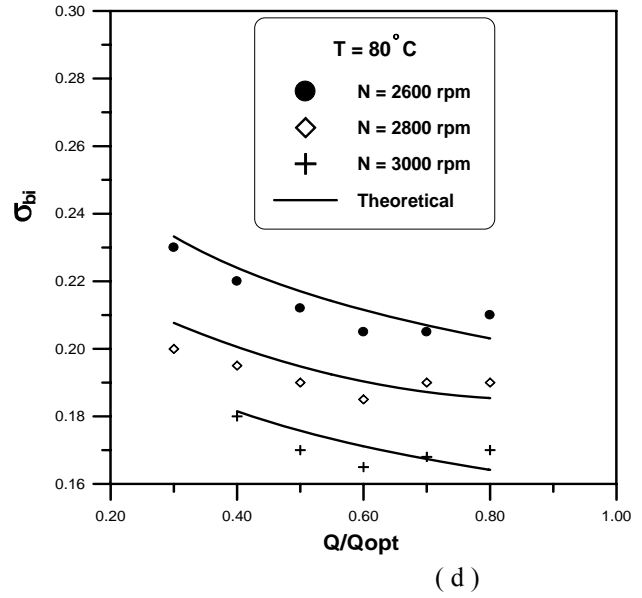 0.30
0.28
0.26
0.24
0.22
0.20
0.18
0.16
σbi
T = 80°C
N = 2600 rpm
N = 2800 rpm
N = 3000 rpm
Theoretical
0.20 0.40 0.60 0.80 1.00
Q/Qopt
( d )